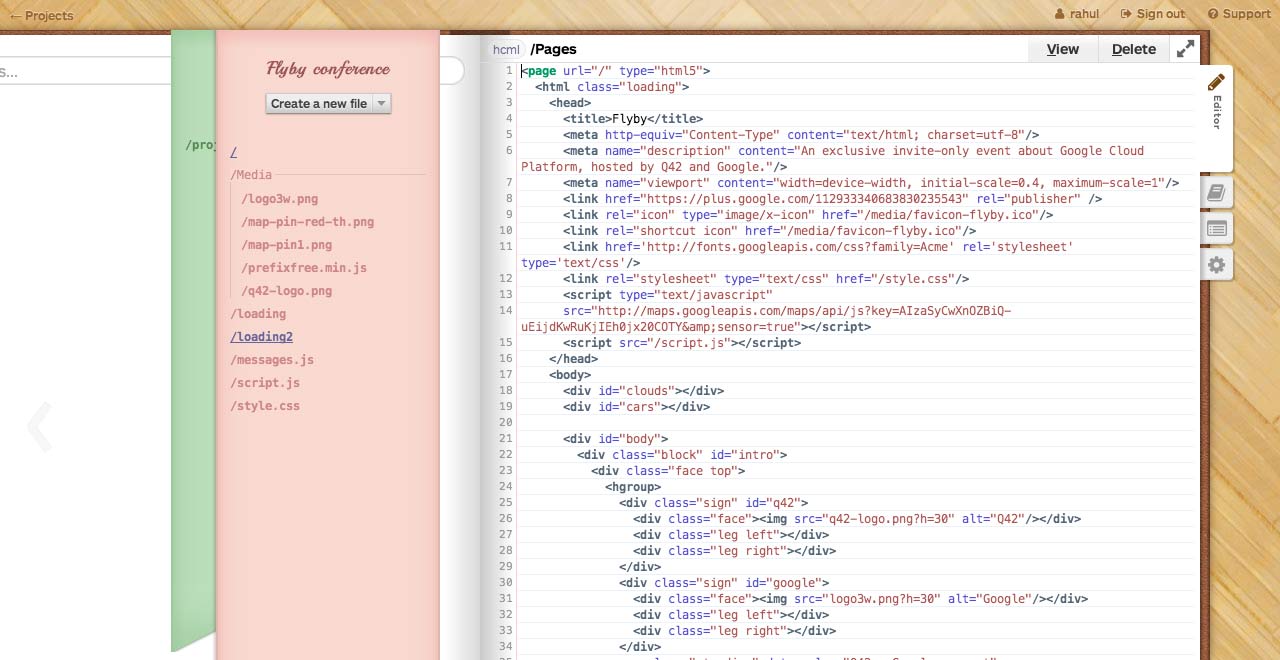 ← Projects
rahul
Sign out
Support
s...
/proj
Flyby conference
Create a new file
/
/Media
/logo3w.png
/map-pin-red-th.png
/map-pin1.png
/prefixfree.min.js
/q42-logo.png
/loading
/loading2
/messages.js
/script.js
/style.css
hcml /Pages
View
Delete
Editor
1 <page url="/" type="html5">
2 <html class="loading">
3 <head>
4 <title>Flyby</title>
5 <meta http-equiv="Content-Type" content="text/html; charset=utf-8"/>
6 <meta name="description" content="An exclusive invite-only event about Google Cloud
Platform, hosted by Q42 and Google."/>
7 <meta name="viewport" content="width=device-width, initial-scale=0.4, maximum-scale=1"/>
8 <link href="https://plus.google.com/112933340683830235543" rel="publisher" />
9 <link rel="icon" type="image/x-icon" href="/media/favicon-flyby.ico"/>
10 <link rel="shortcut icon" href="/media/favicon-flyby.ico"/>
11 <link href='http://fonts.googleapis.com/css?family=Acme' rel='stylesheet'
type='text/css'/>
12 <link rel="stylesheet" type="text/css" href="/style.css"/>
13 <script type="text/javascript"
14 src="http://maps.googleapis.com/maps/api/js?key=AIzaSyCwXnOZBiQ-
uEijdKwRuKjIEh0jx20COTY&amp;sensor=true"></script>
15 <script src="/script.js"></script>
16 </head>
17 <body>
18 <div id="clouds"></div>
19 <div id="cars"></div>
20
21 <div id="body">
22 <div class="block" id="intro">
23 <div class="face top">
24 <hgroup>
25 <div class="sign" id="q42">
26 <div class="face"><img src="q42-logo.png?h=30" alt="Q42"/></div>
27 <div class="leg left"></div>
28 <div class="leg right"></div>
29 </div>
30 <div class="sign" id="google">
31 <div class="face"><img src="logo3w.png?h=30" alt="Google"/></div>
32 <div class="leg left"></div>
33 <div class="leg right"></div>
34 </div>